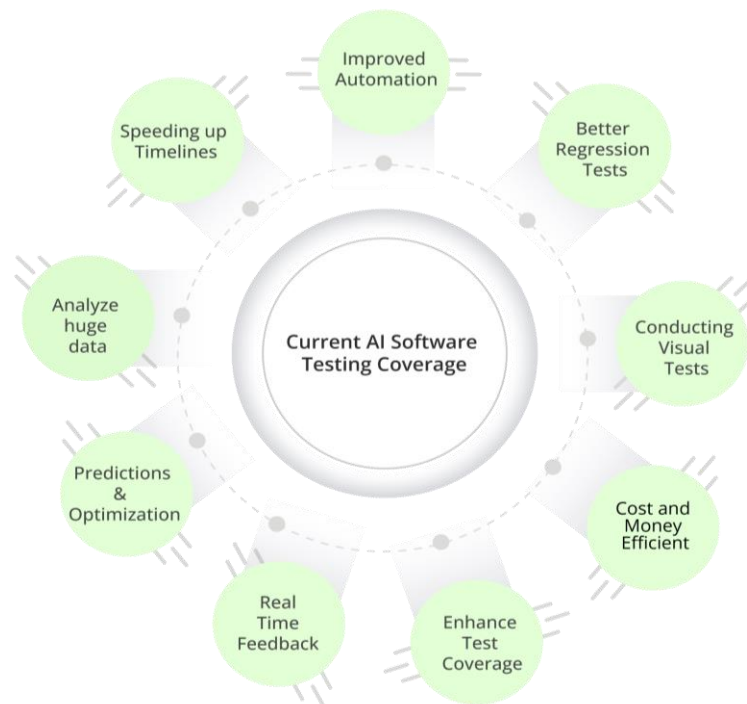 Improved
Automation
Better
Regression
Tests
Conducting
Visual
Tests
Cost and
Money
Efficient
Enhance
Test
Coverage
Real
Time
Feedback
Predictions
&
Optimization
Analyze
huge
data
Speeding up
Timelines
Current AI Software
Testing Coverage